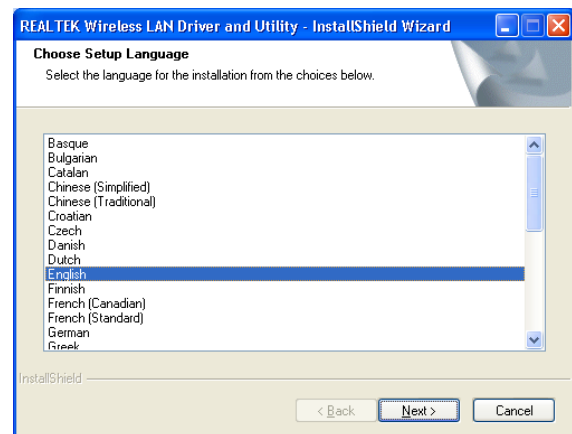 REALTEK Wireless LAN Driver and Utility - InstallShield Wizard
Choose Setup Language
Select the language for the installation from the choices below.
Basque
Bulgarian
Catalan
Chinese (Simplified)
Chinese (Traditional)
Croatian
Czech
Danish
Dutch
English
Finnish
French (Canadian)
French (Standard)
German
Greek
InstallShield
< Back Next > Cancel